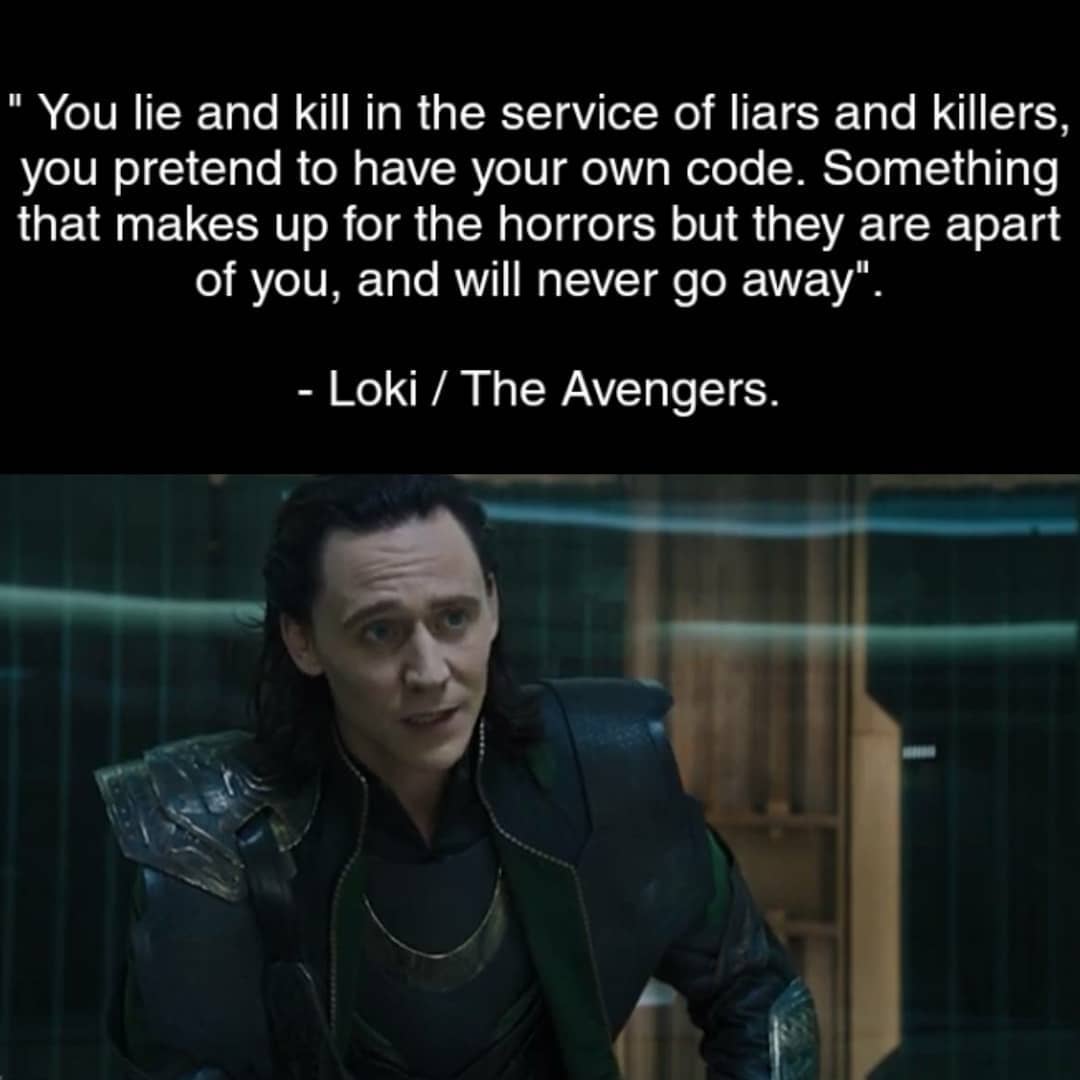 " You lie and kill in the service of liars and killers,
you pretend to have your own code. Something
that makes up for the horrors but they are apart
of you, and will never go away".
- Loki / The Avengers.